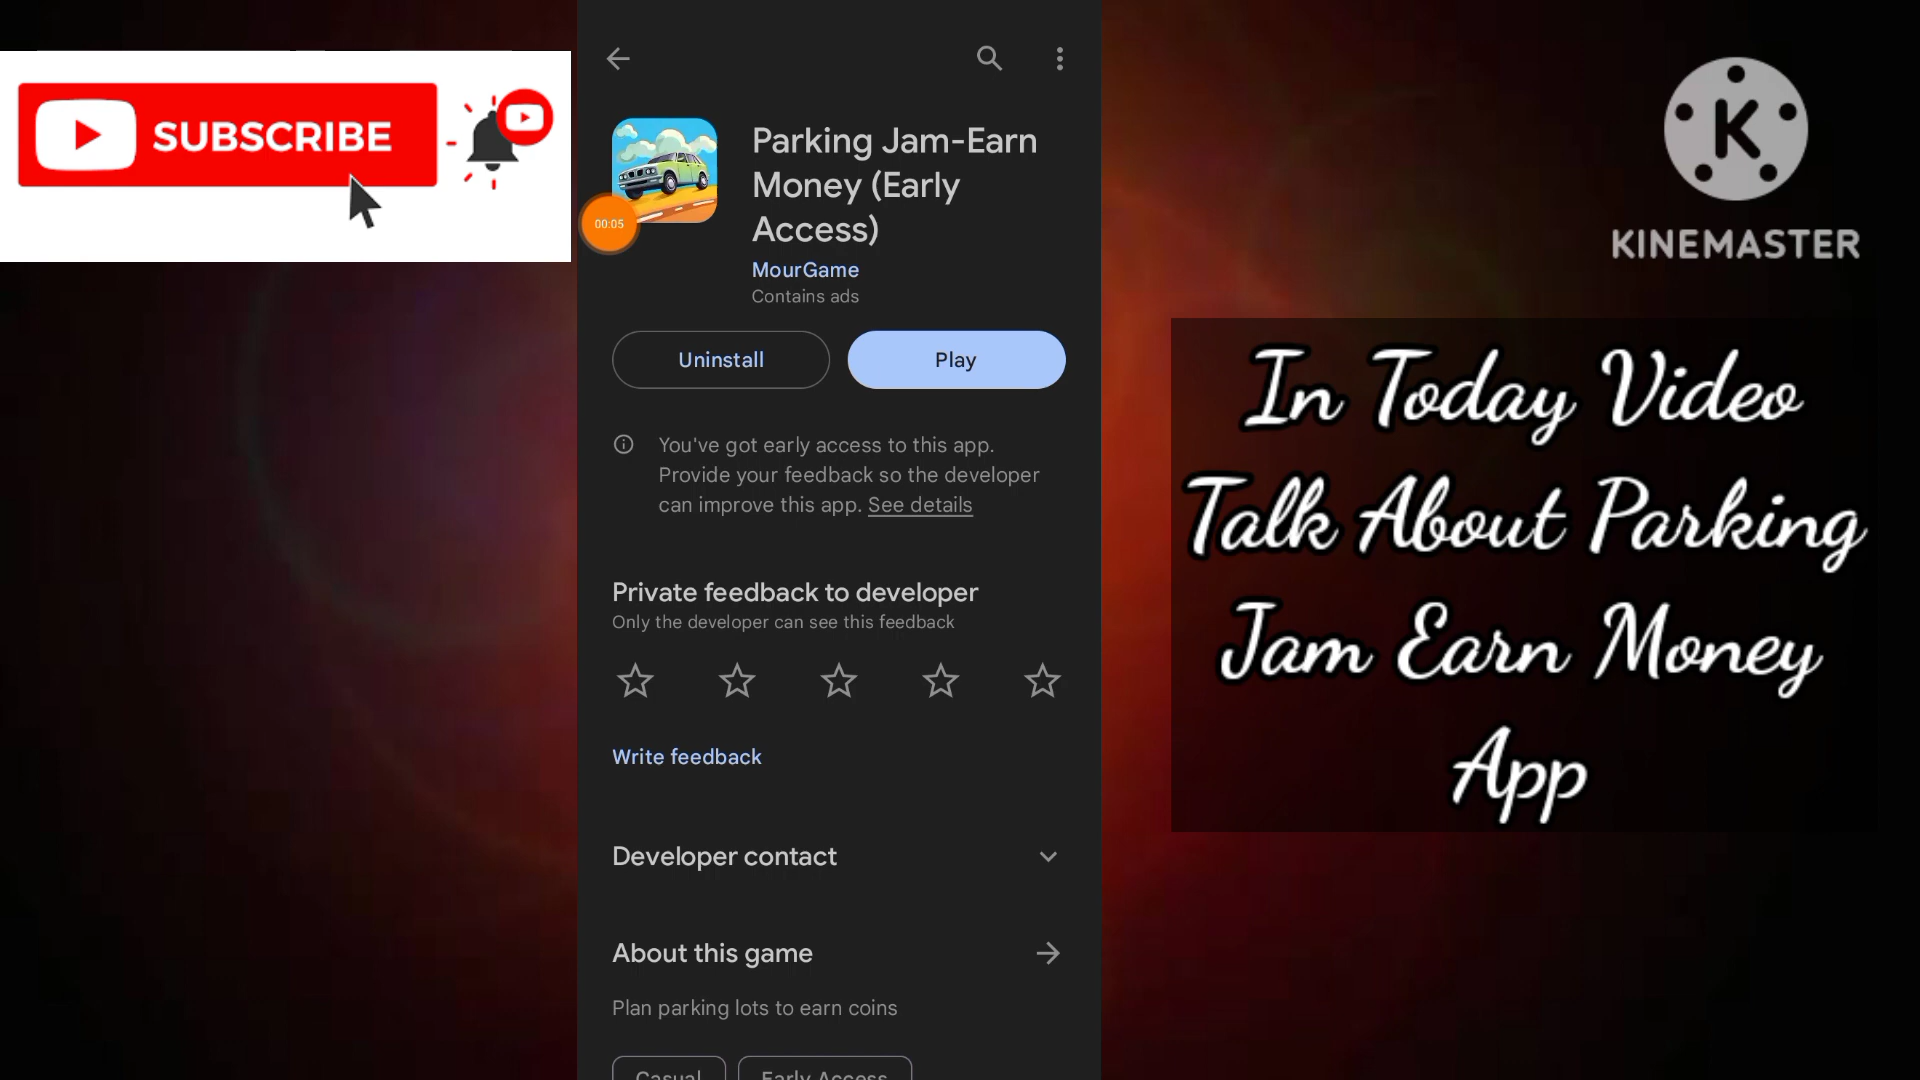 SUBSCRIBE
00:05
Parking Jam-Earn
Money (Early
Access)
MourGame
Contains ads
Uninstall
Play
You've got early access to this app.
Provide your feedback so the developer
can improve this app. See details
Private feedback to developer
Only the developer can see this feedback
Write feedback
Developer contact
About this game
Plan parking lots to earn coins
Casual
Early Access
K
KINEMASTER
In Today Video
Talk About Parking
Jam Earn Money
App